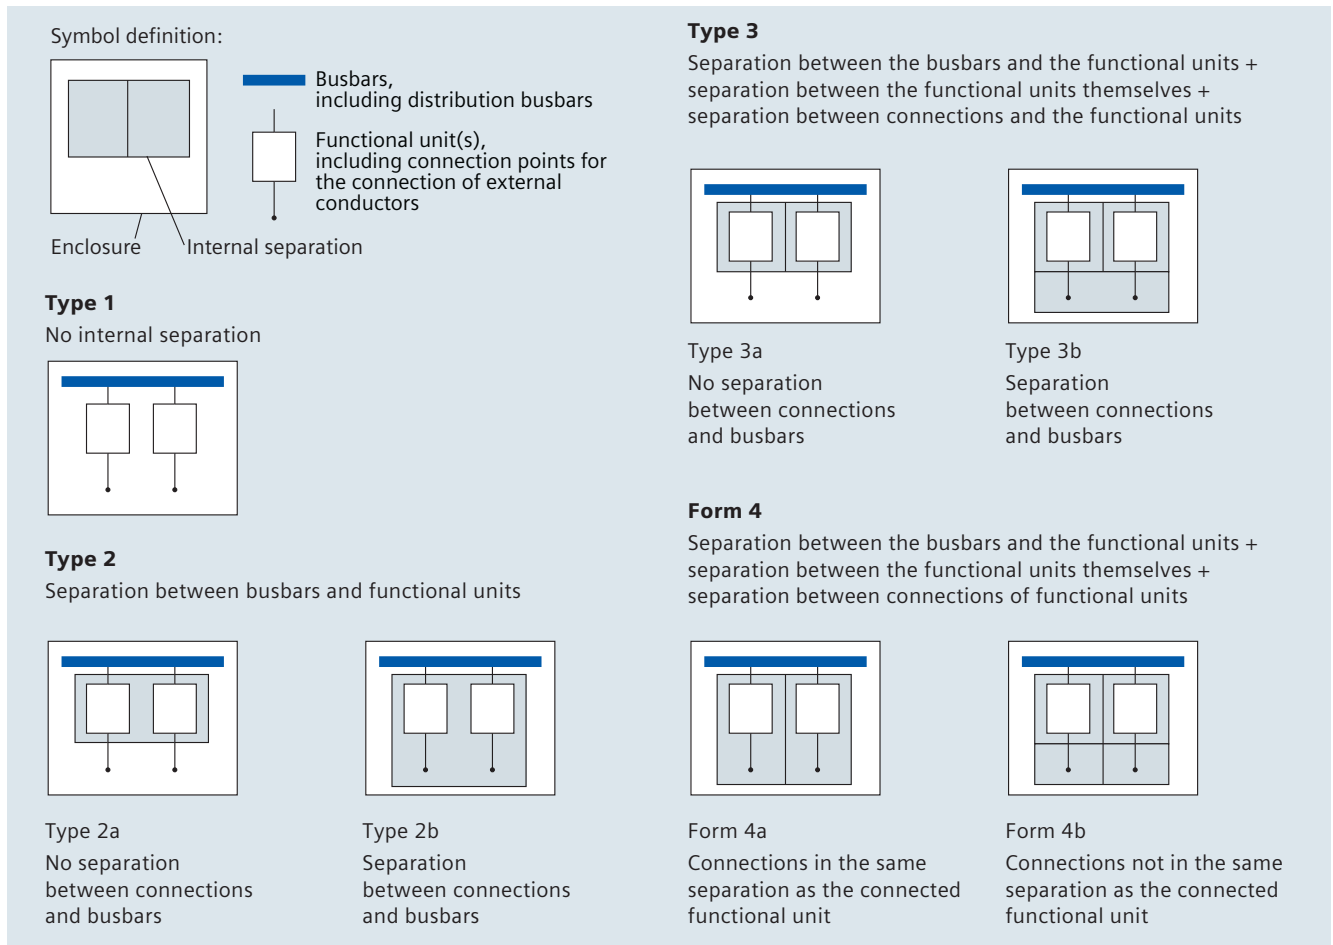 Symbol definition:
Busbars,
including distribution busbars
Functional unit(s),
including connection points for
the connection of external
conductors
Enclosure
Internal separation
Type 1
No internal separation
Type 2
Separation between busbars and functional units
Type 2a
No separation
between connections
and busbars
Type 2b
Separation
between connections
and busbars
Type 3
Separation between the busbars and the functional units +
separation between the functional units themselves +
separation between connections and the functional units
Type 3a
No separation
between connections
and busbars
Type 3b
Separation
between connections
and busbars
Form 4
Separation between the busbars and the functional units +
separation between the functional units themselves +
separation between connections of functional units
Form 4a
Connections in the same
separation as the connected
functional unit
Form 4b
Connections not in the same
separation as the connected
functional unit